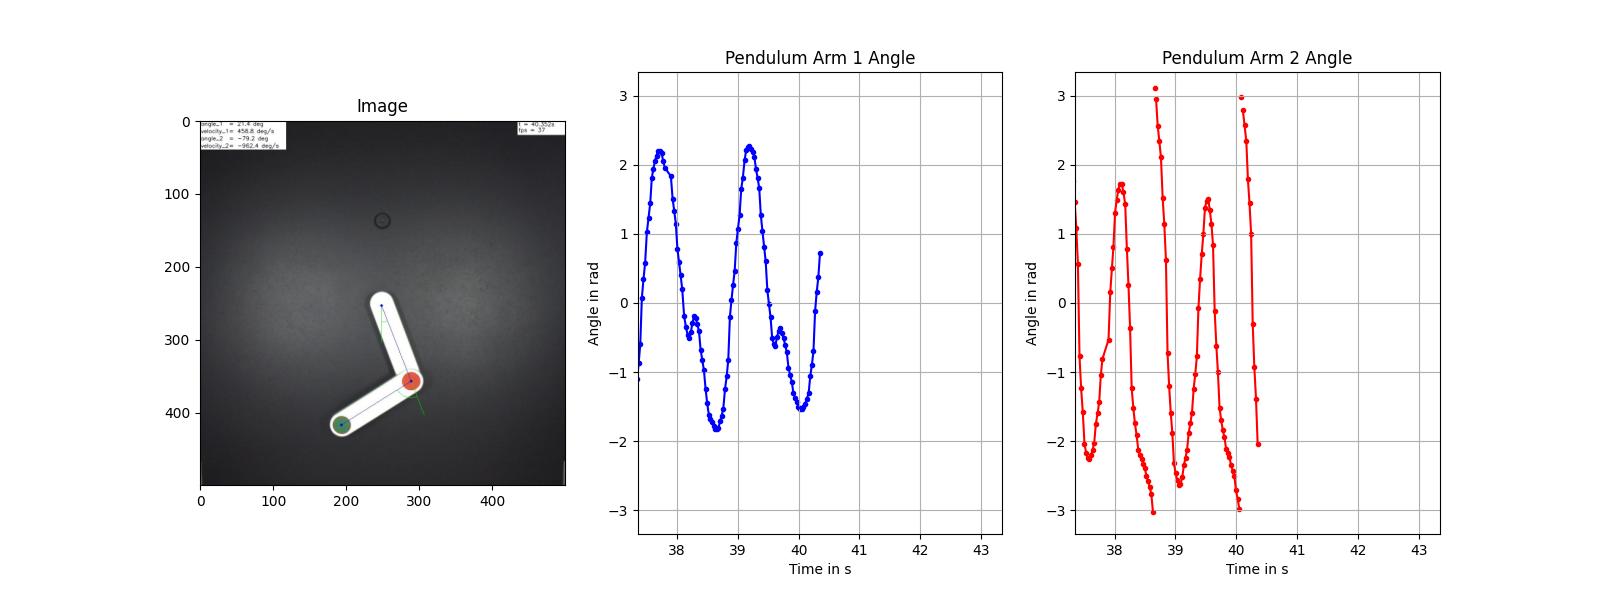 Image
angle_1 = 21.4 deg
velocity_1= 458.8 deg/s
angle_2 = -79.2 deg
velocity_2= -962.4 deg/s
t = 40.352s
fps = 37
0
100
200
300
400
0 100 200 300 400
Pendulum Arm 1 Angle
Angle in rad
3
2
1
0
−1
−2
−3
38 39 40 41 42 43
Time in s
Pendulum Arm 2 Angle
Angle in rad
3
2
1
0
−1
−2
−3
38 39 40 41 42 43
Time in s